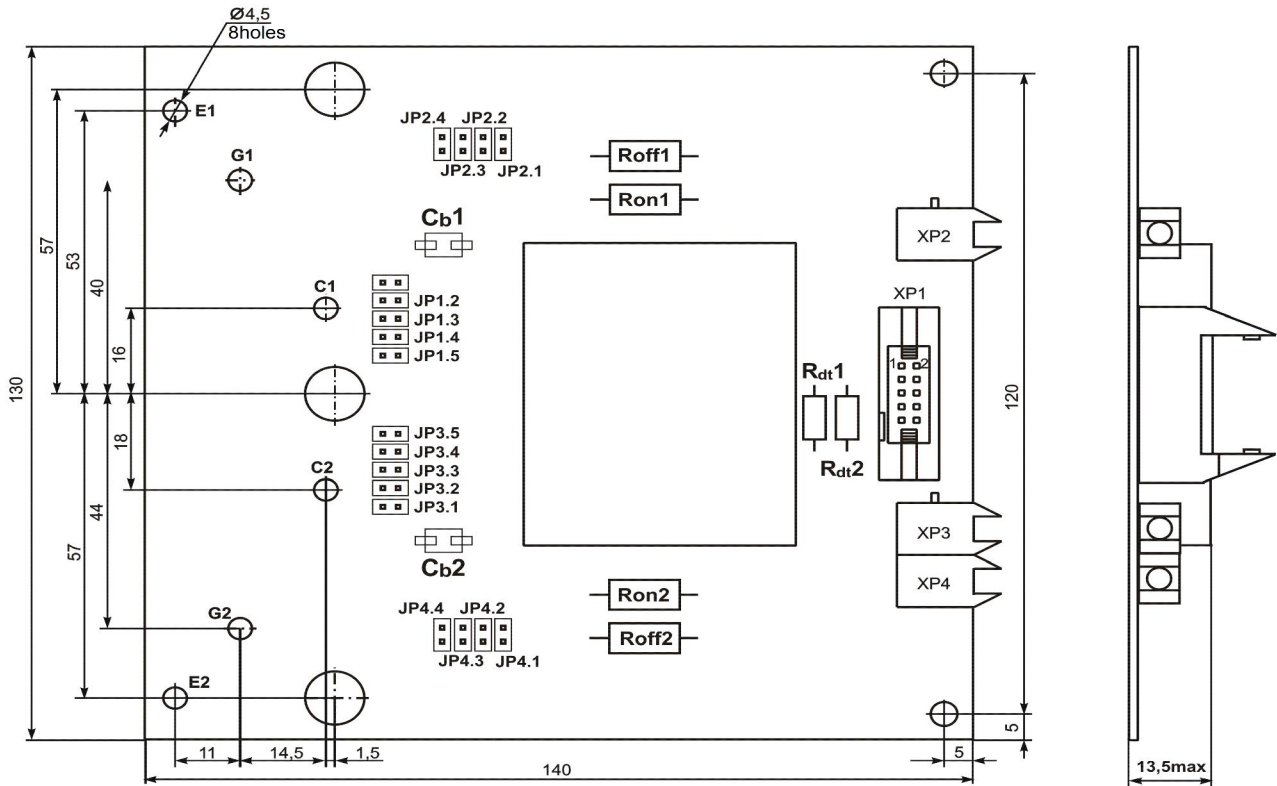 Ø4,5
8holes
E1
JP2.4 JP2.2
G1
JP2.3 JP2.1
Roff1
Ron1
Cb1
XP2
57
53
40
C1
JP1.2
XP1
JP1.3
16
JP1.4
JP1.5
1 2
Rdt1
130
120
18
JP3.5
JP3.4
C2
JP3.3
Rdt2
JP3.2
44
JP3.1
XP3
57
Cb2
XP4
Ron2
JP4.4 JP4.2
G2
Roff2
JP4.3 JP4.1
E2
5
11 14,5 1,5
5
140
13,5max